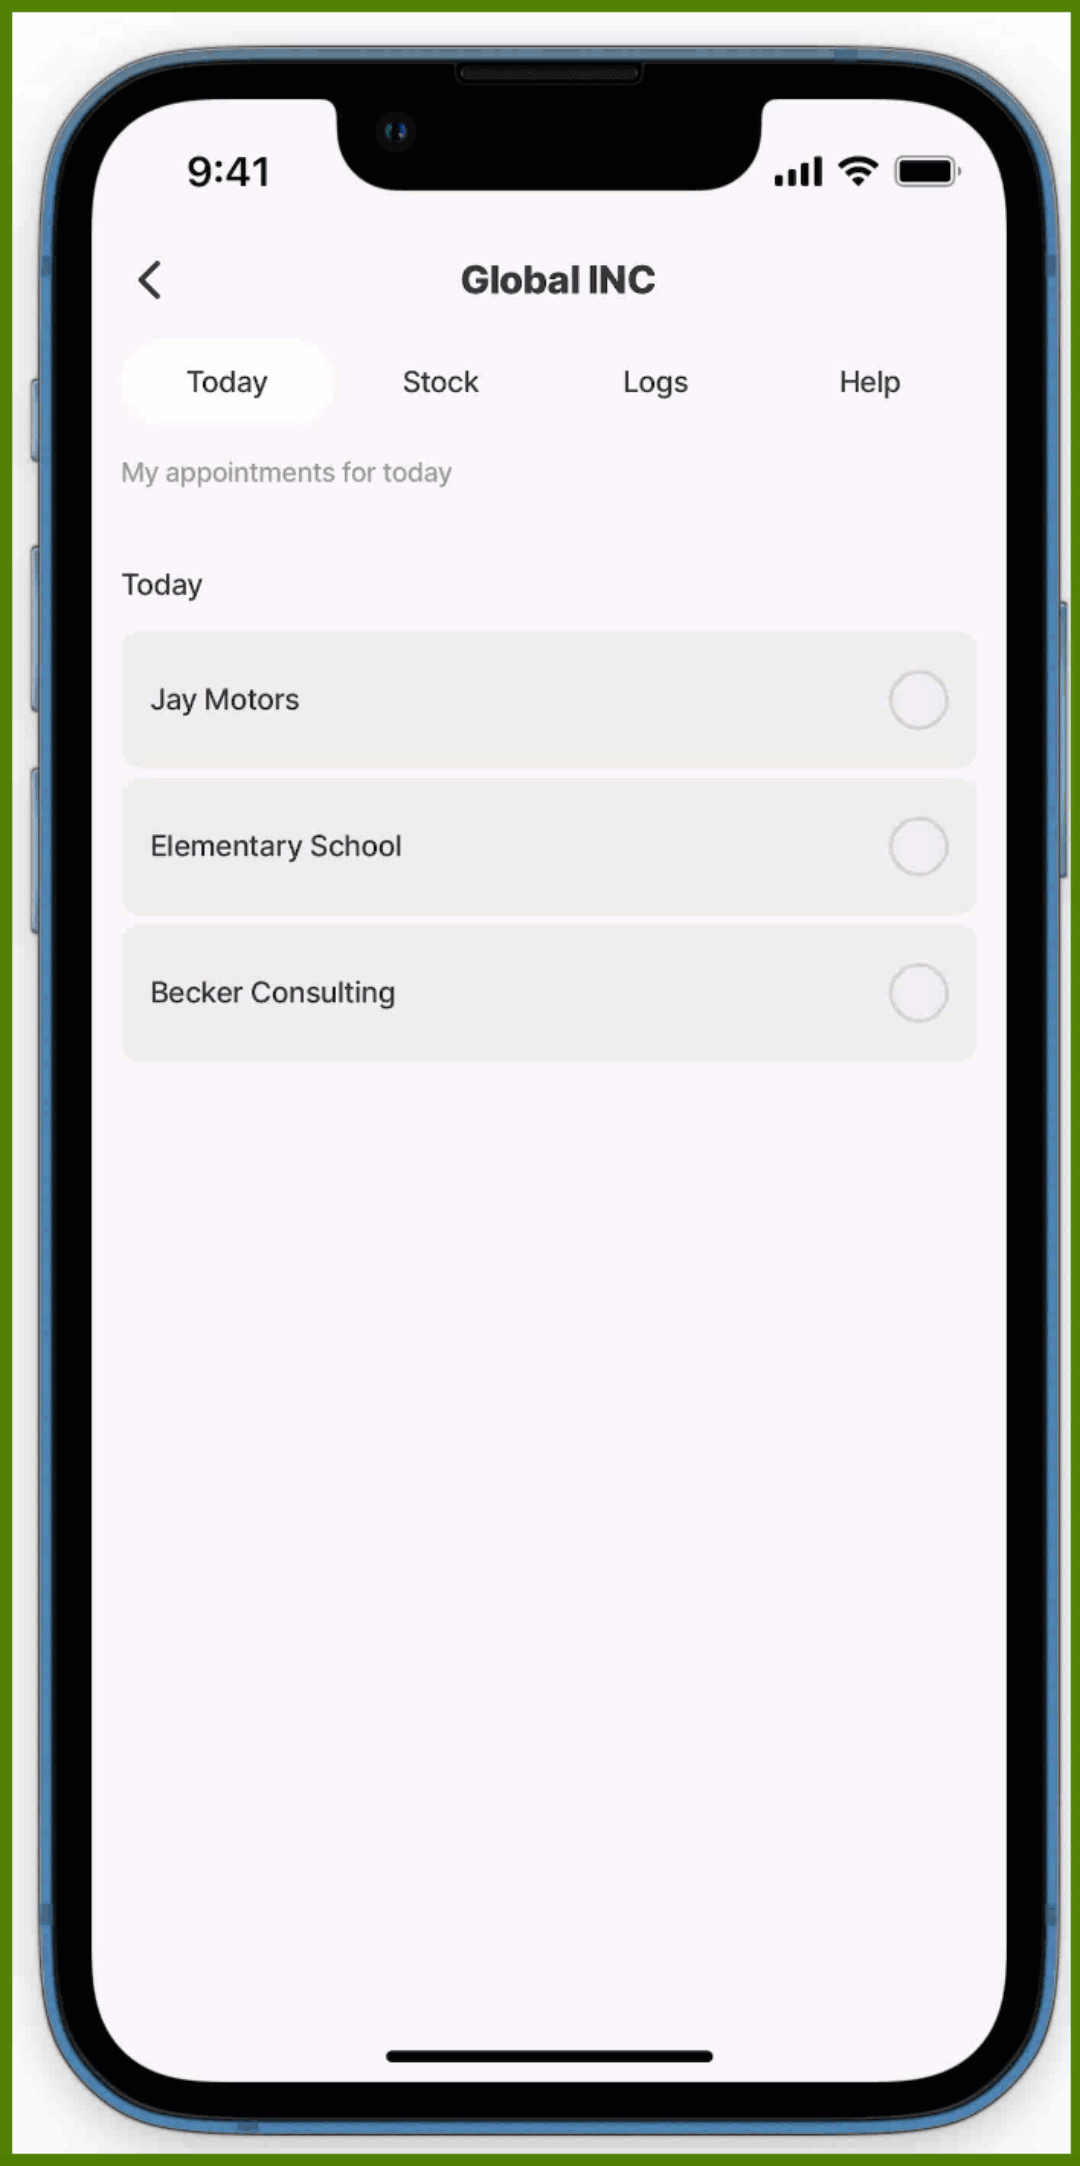 9:41
Global INC
Today Stock Logs Help
My appointments for today
Today
Jay Motors
Elementary School
Becker Consulting